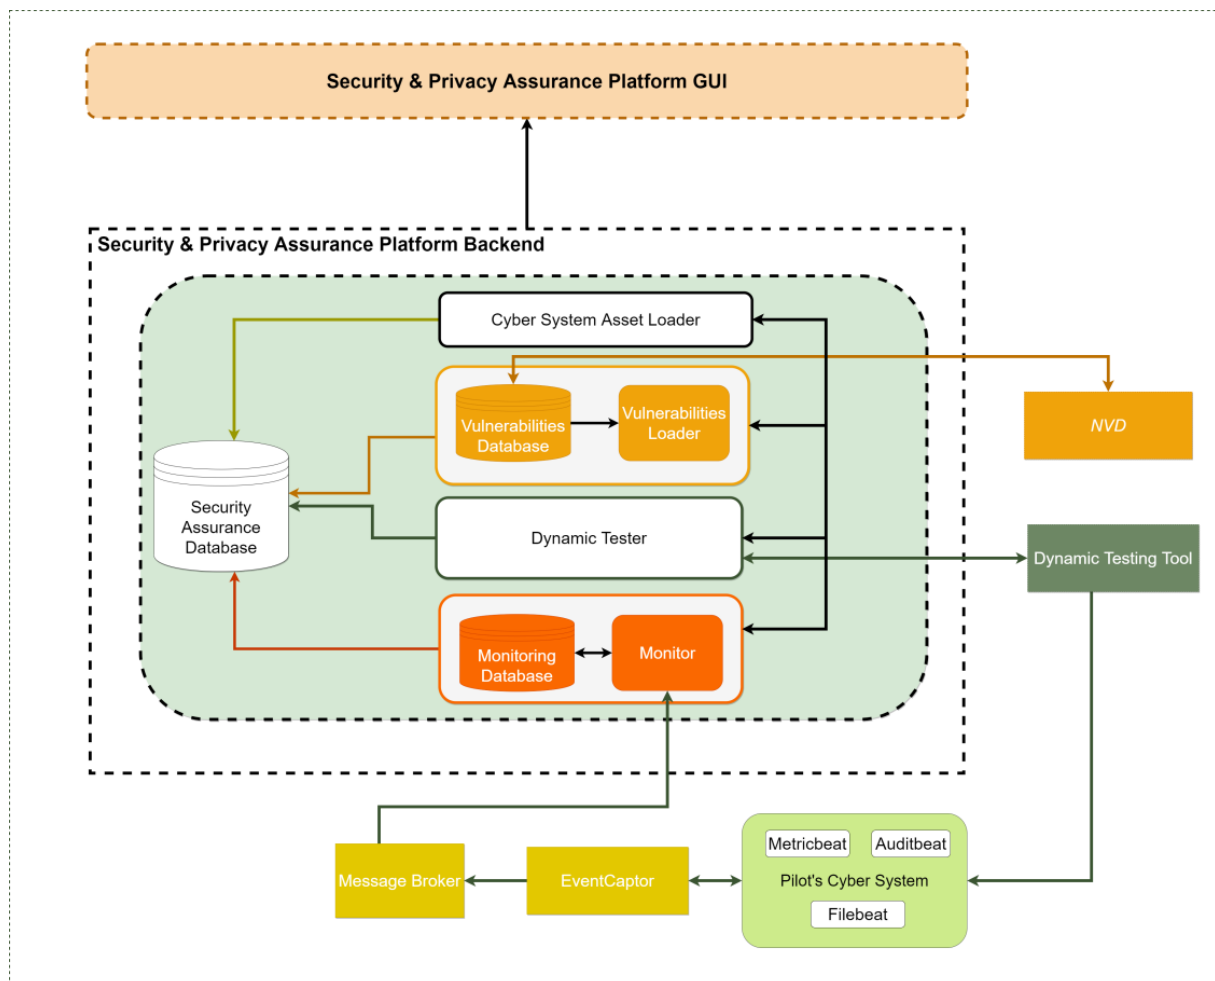 Security & Privacy Assurance Platform GUI
Security & Privacy Assurance Platform Backend
Cyber System Asset Loader
Vulnerabilities
Database
Vulnerabilities
Loader
NVD
Security
Assurance
Database
Dynamic Tester
Dynamic Testing Tool
Monitoring
Database
Monitor
Metricbeat
Auditbeat
Message Broker
EventCaptor
Pilot's Cyber System
Filebeat